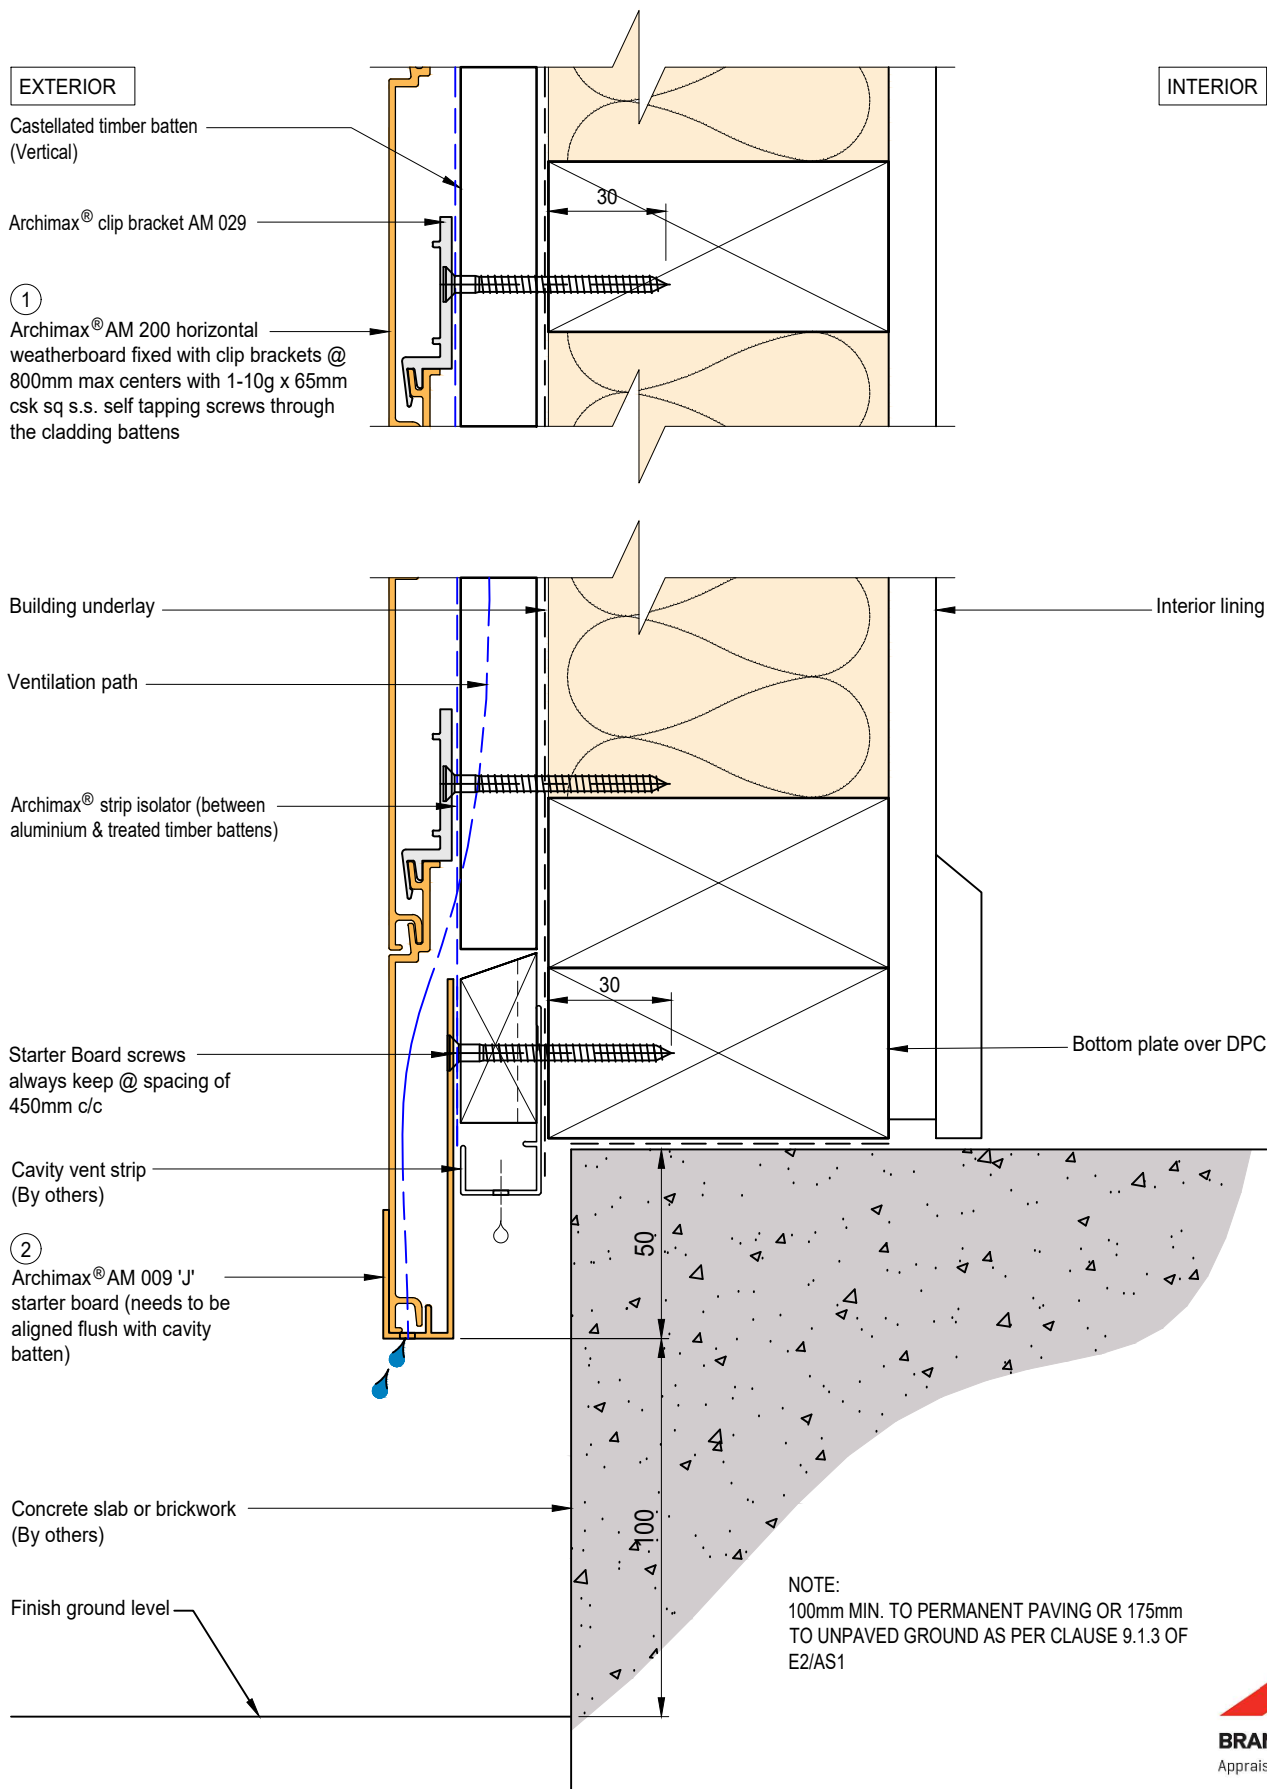 EXTERIOR
INTERIOR
Castellated timber batten
(Vertical)
30
Archimax® clip bracket AM 029
1
Archimax® AM 200 horizontal
weatherboard fixed with clip brackets @
800mm max centers with 1-10g x 65mm
csk sq s.s. self tapping screws through
the cladding battens
Building underlay
Interior lining
Ventilation path
Archimax® strip isolator (between
aluminium & treated timber battens)
30
Starter Board screws
always keep @ spacing of
450mm c/c
Bottom plate over DPC
Cavity vent strip
(By others)
50
2
Archimax® AM 009 'J'
starter board (needs to be
aligned flush with cavity
batten)
Concrete slab or brickwork
(By others)
100
NOTE:
100mm MIN. TO PERMANENT PAVING OR 175mm
TO UNPAVED GROUND AS PER CLAUSE 9.1.3 OF
E2/AS1
Finish ground level